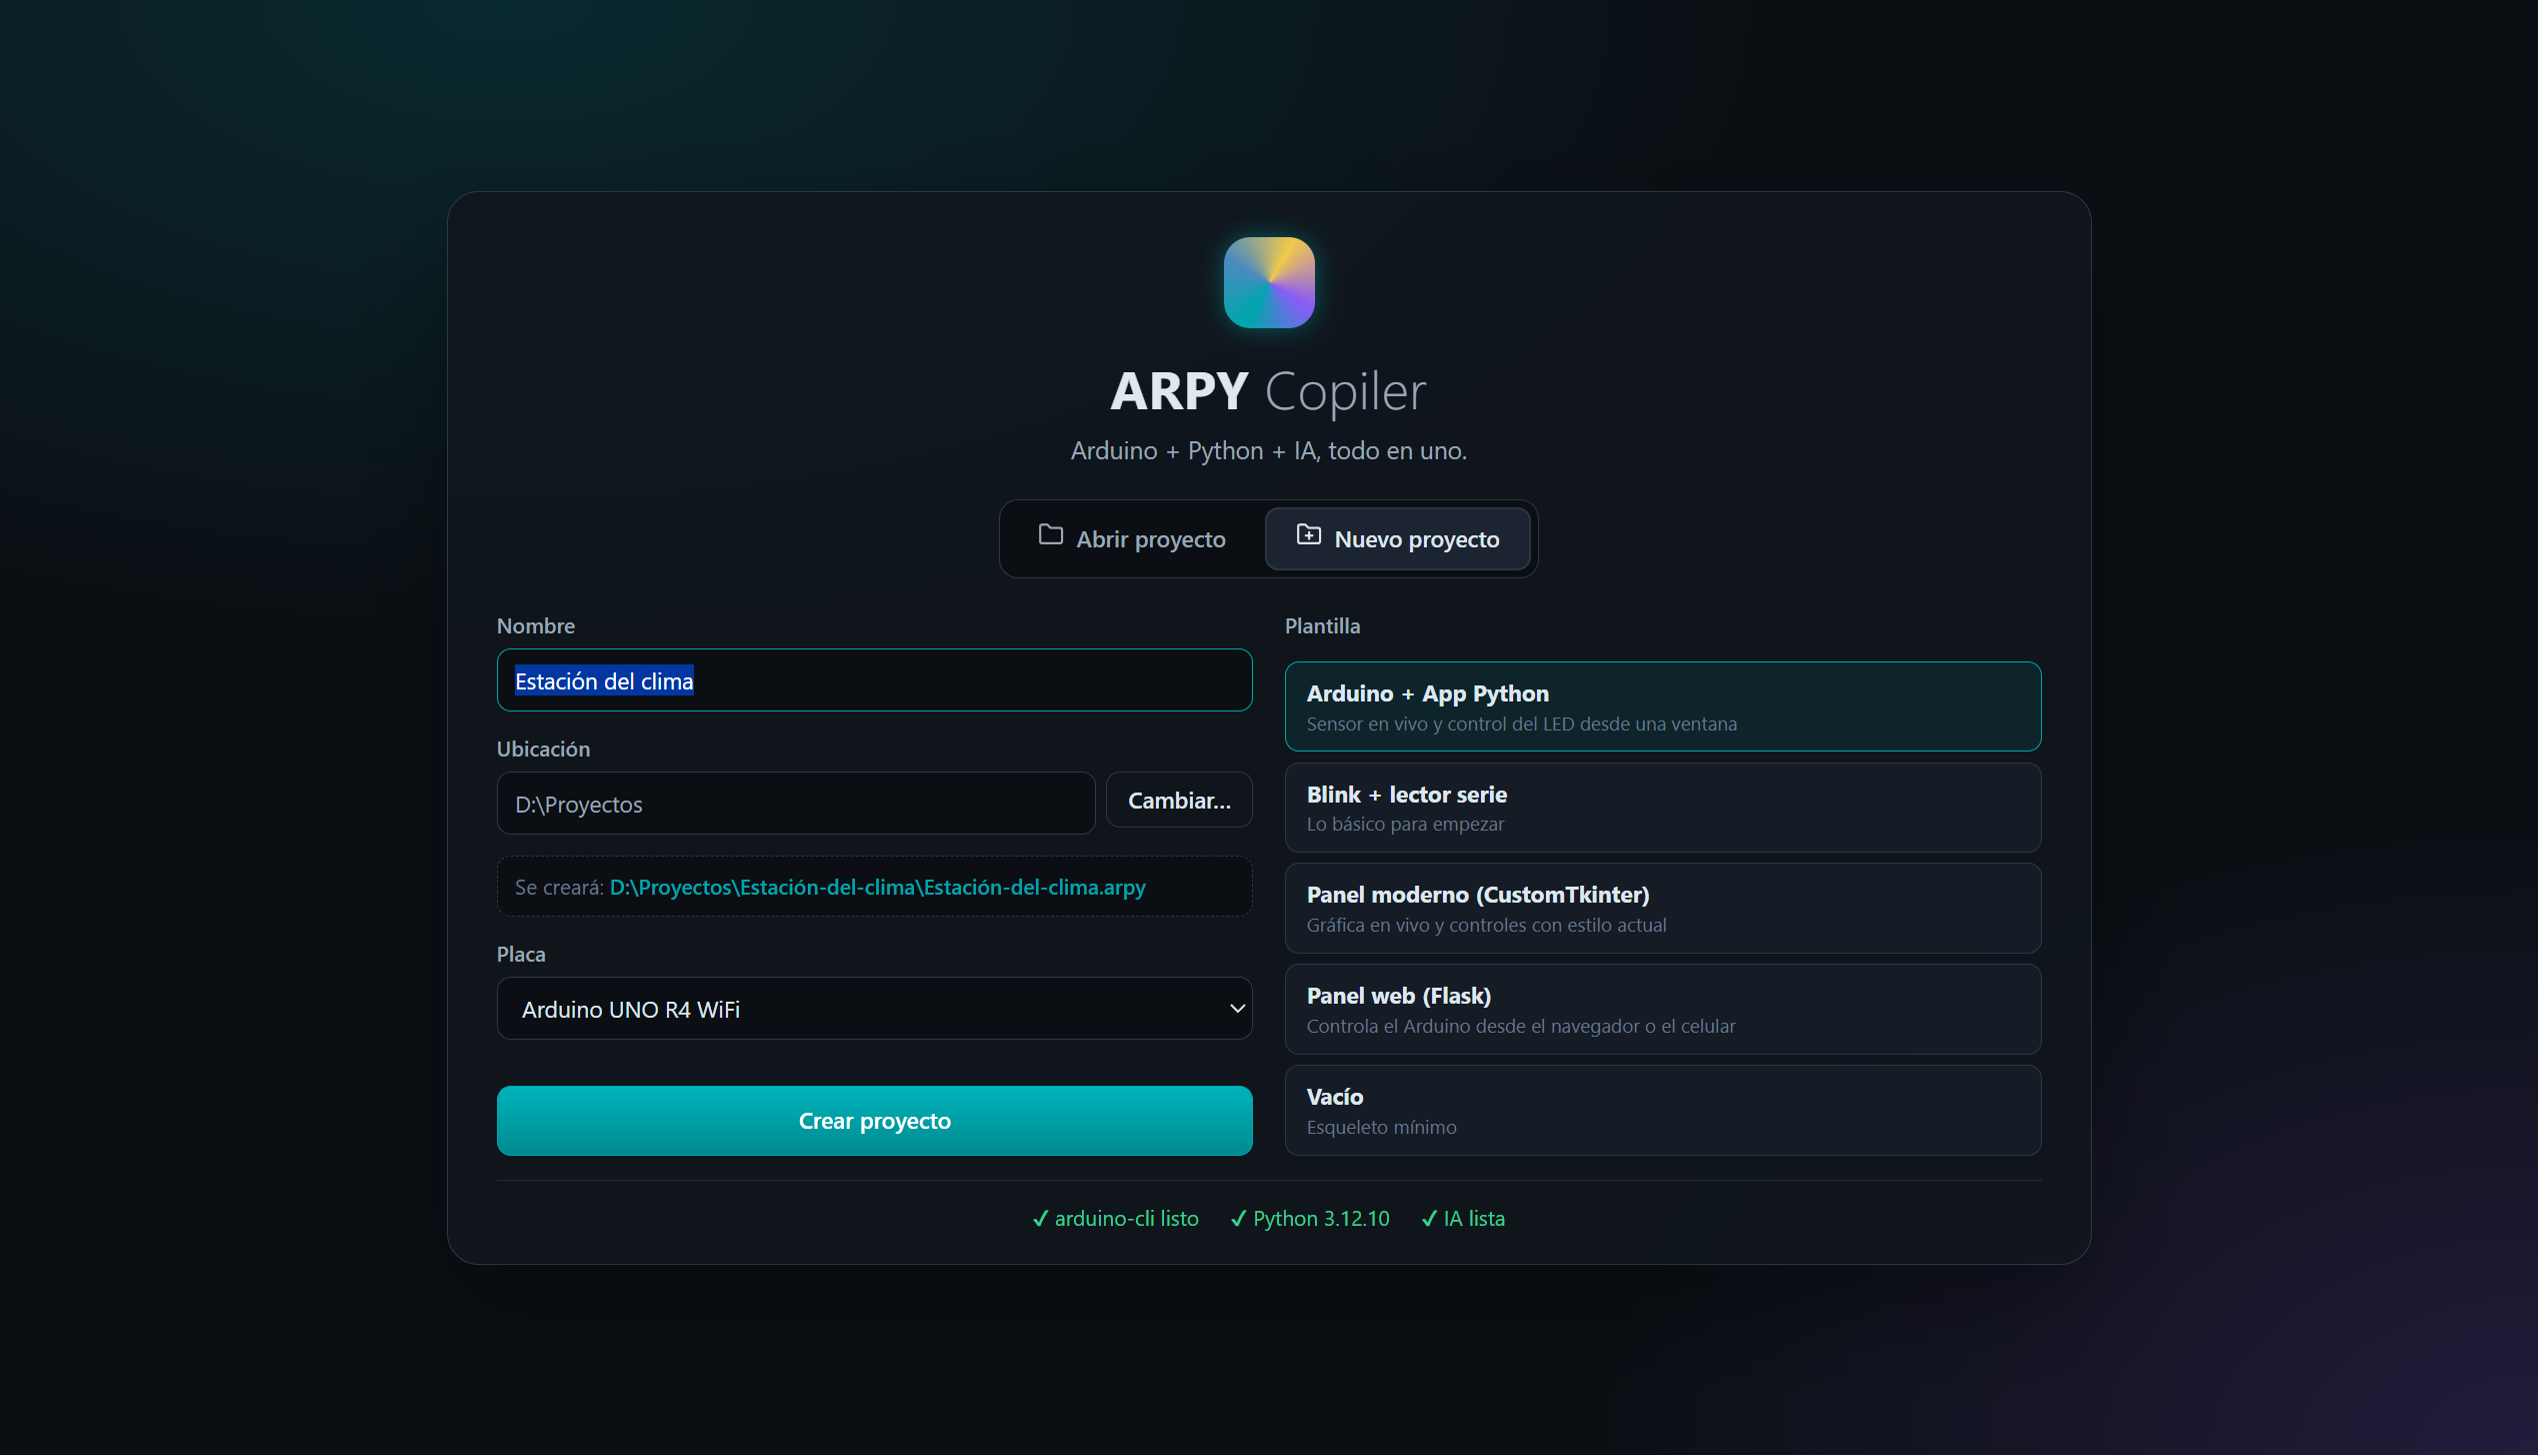 ARPY Copiler
Arduino + Python + IA, todo en uno.
Abrir proyecto
Nuevo proyecto
Nombre
Estación del clima
Ubicación
D:\Proyectos
Cambiar...
Se creará: D:\Proyectos\Estación-del-clima\Estación-del-clima.arpy
Placa
Arduino UNO R4 WiFi
Crear proyecto
Plantilla
Arduino + App Python
Sensor en vivo y control del LED desde una ventana
Blink + lector serie
Lo básico para empezar
Panel moderno (CustomTkinter)
Gráfica en vivo y controles con estilo actual
Panel web (Flask)
Controla el Arduino desde el navegador o el celular
Vacío
Esqueleto mínimo
✓ arduino-cli listo ✓ Python 3.12.10 ✓ IA lista